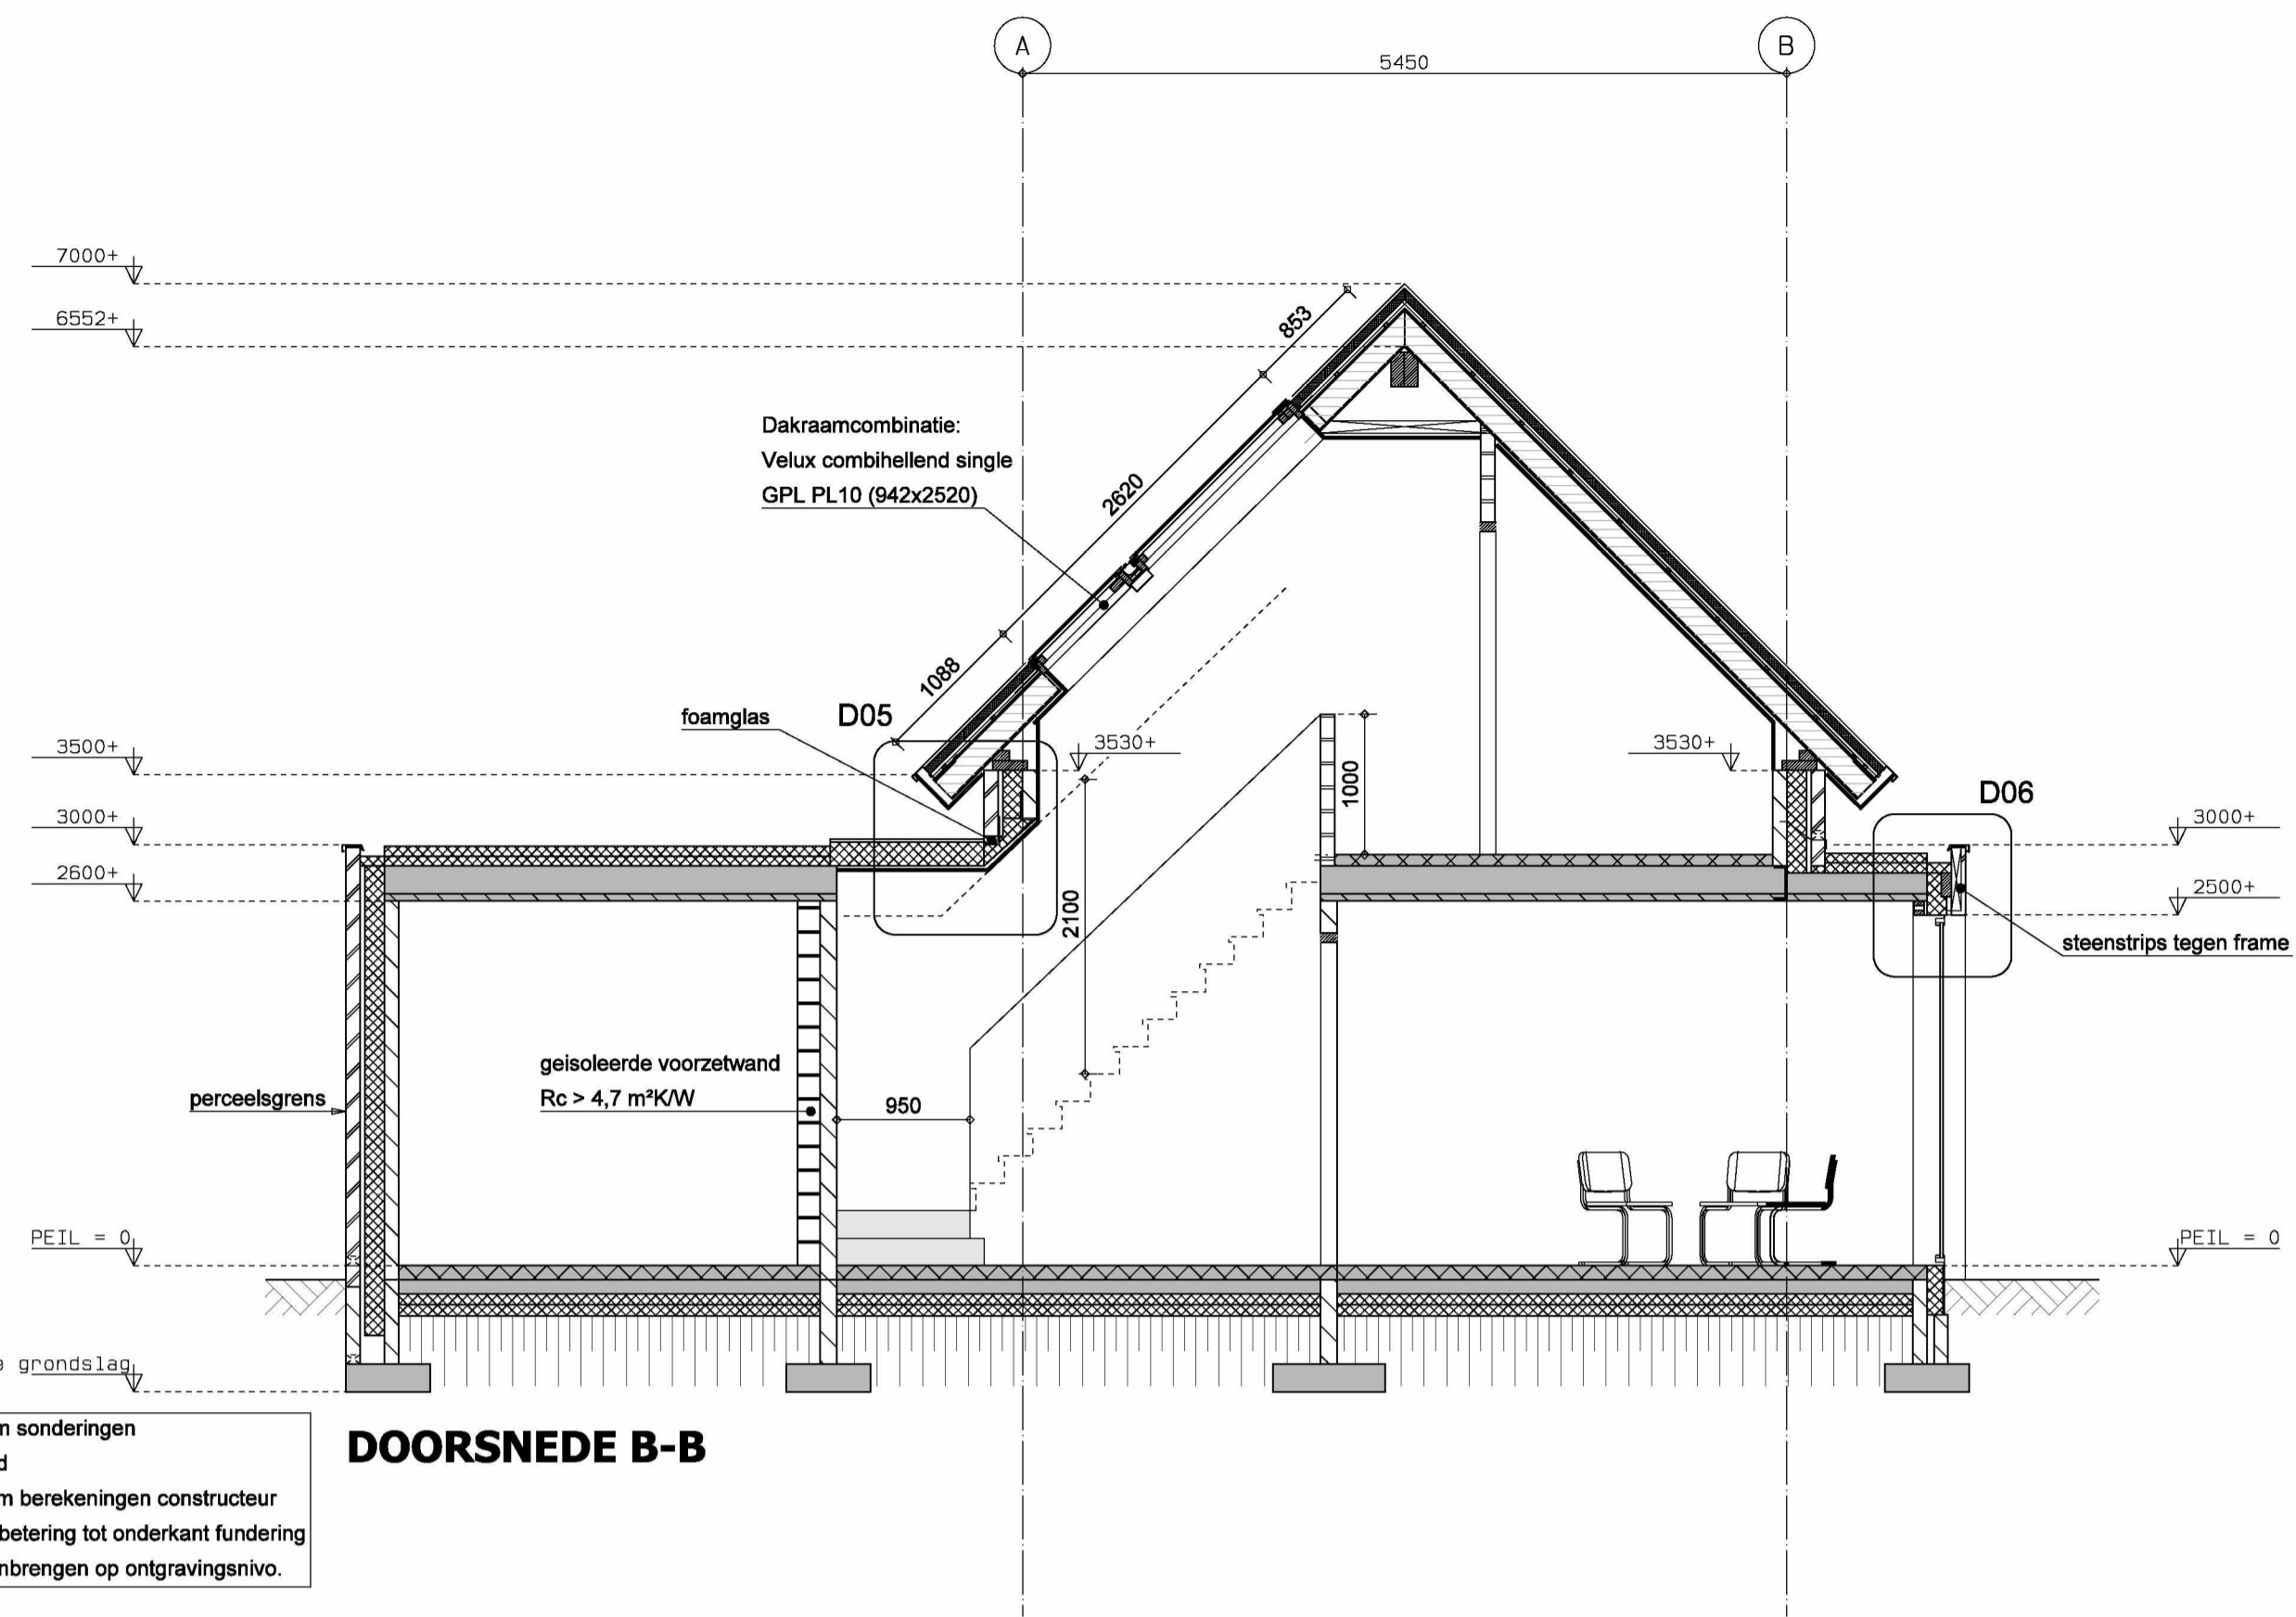 A
B
5450
7000+
6552+
853
Dakraamcombinatie:
Velux combihellend single
GPL PL10 (942x2520)
2620
1088
foamglas
D05
3500+
3530+
3530+
1000
D06
3000+
3000+
2600+
2500+
2100
steenstrips tegen frame
geisoleerde voorzetwand
Rc > 4,7 m²K/W
perceelsgrens
950
PEIL = 0
PEIL = 0
grondslag
sonderingen
DOORSNEDE B-B
berekeningen constructeur
betering tot onderkant fundering
nbrengen op ontgravingsnivo.